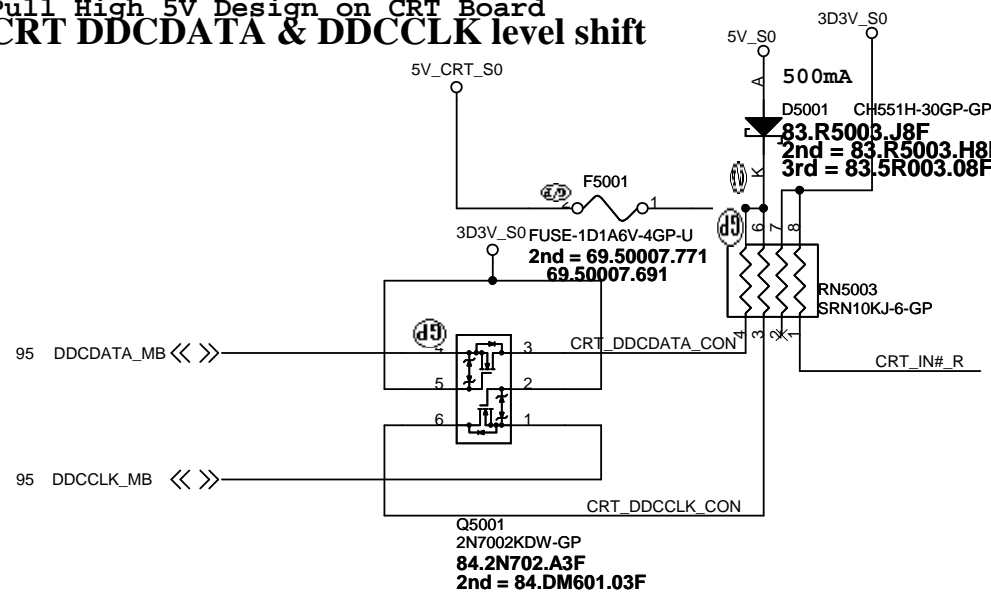 Pull High 5V Design on CRT Board
CRT DDCDATA & DDCCLK level shift
3D3V_S0
5V_S0
5V_CRT_S0
A
500mA
D5001
CH551H-30GP-GP
83.R5003.J8F
2nd = 83.R5003.H8
3rd = 83.5R003.08F
K
F5001
2
1
3D3V_S0
FUSE-1D1A6V-4GP-U
2nd = 69.50007.771
69.50007.691
GP
6
7
8
RN5003
SRN10KJ-6-GP
4
3
2
1
GP
95
DDCDATA_MB
4
3
CRT_DDCDATA_CON
CRT_IN#_R
5
2
6
1
95
DDCCLK_MB
CRT_DDCCLK_CON
Q5001
2N7002KDW-GP
84.2N702.A3F
2nd = 84.DM601.03F